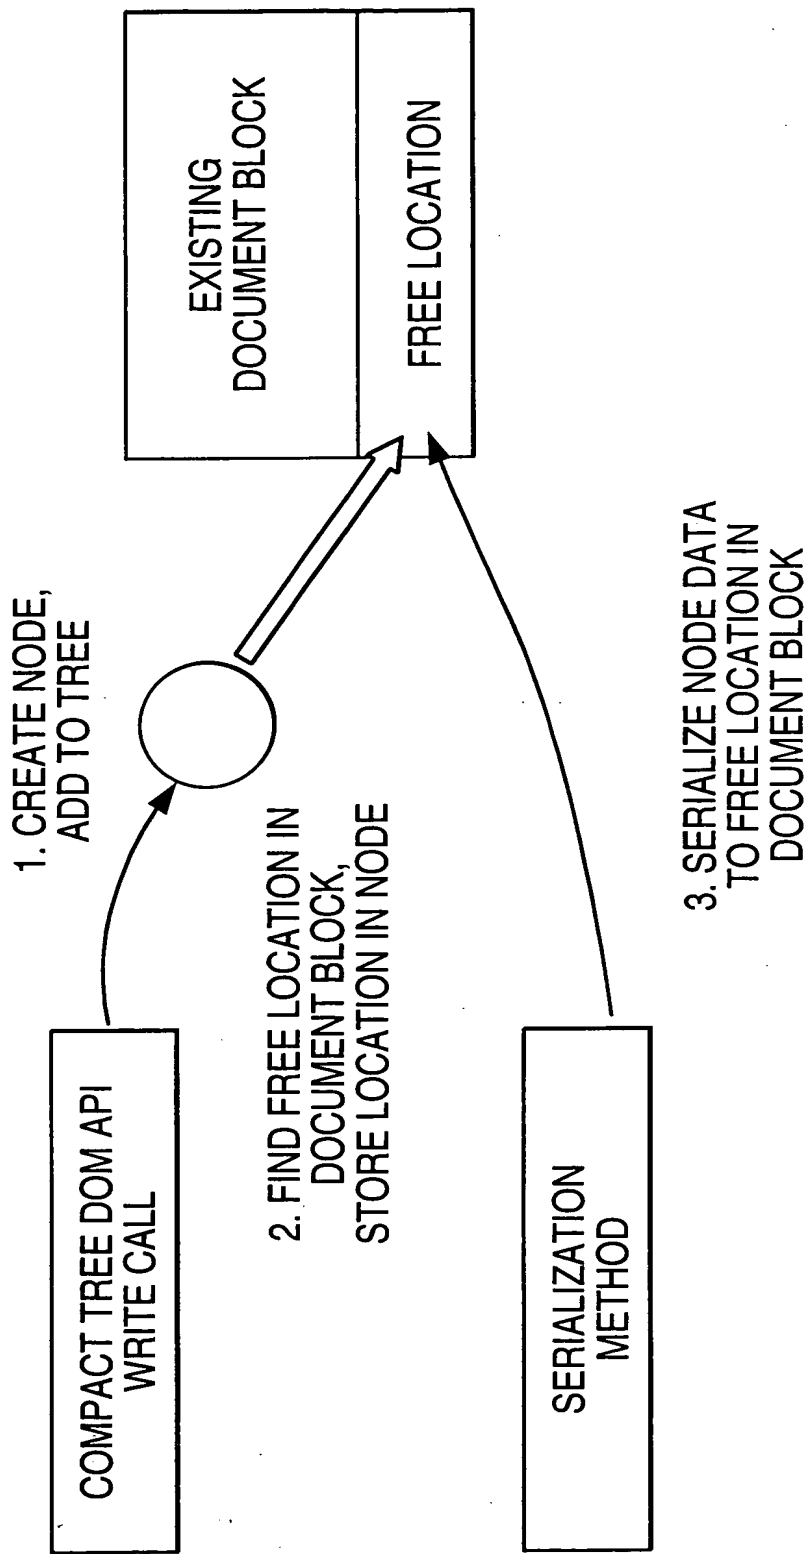 COMPACT TREE DOM API
WRITE CALL
1. CREATE NODE,
ADD TO TREE
2. FIND FREE LOCATION IN
DOCUMENT BLOCK,
STORE LOCATION IN NODE
EXISTING
DOCUMENT BLOCK
FREE LOCATION
SERIALIZATION
METHOD
3. SERIALIZE NODE DATA
TO FREE LOCATION IN
DOCUMENT BLOCK